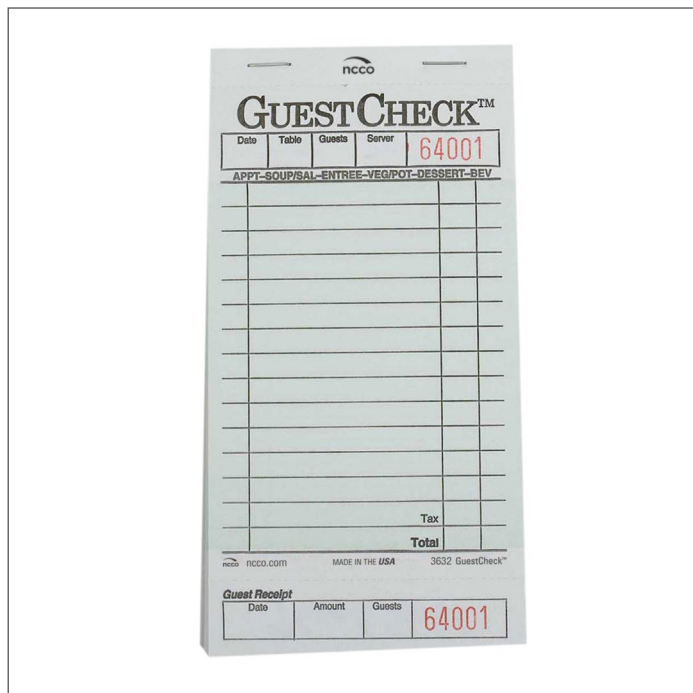 ncco
GUESTCHECK™
Date Table Guests Server 64001
APPT–SOUP/SAL–ENTREE–VEG/POT–DESSERT–BEV
Tax
Total
ncco ncco.com MADE IN THE USA 3632 GuestCheck™
Guest Receipt
Date Amount Guests 64001